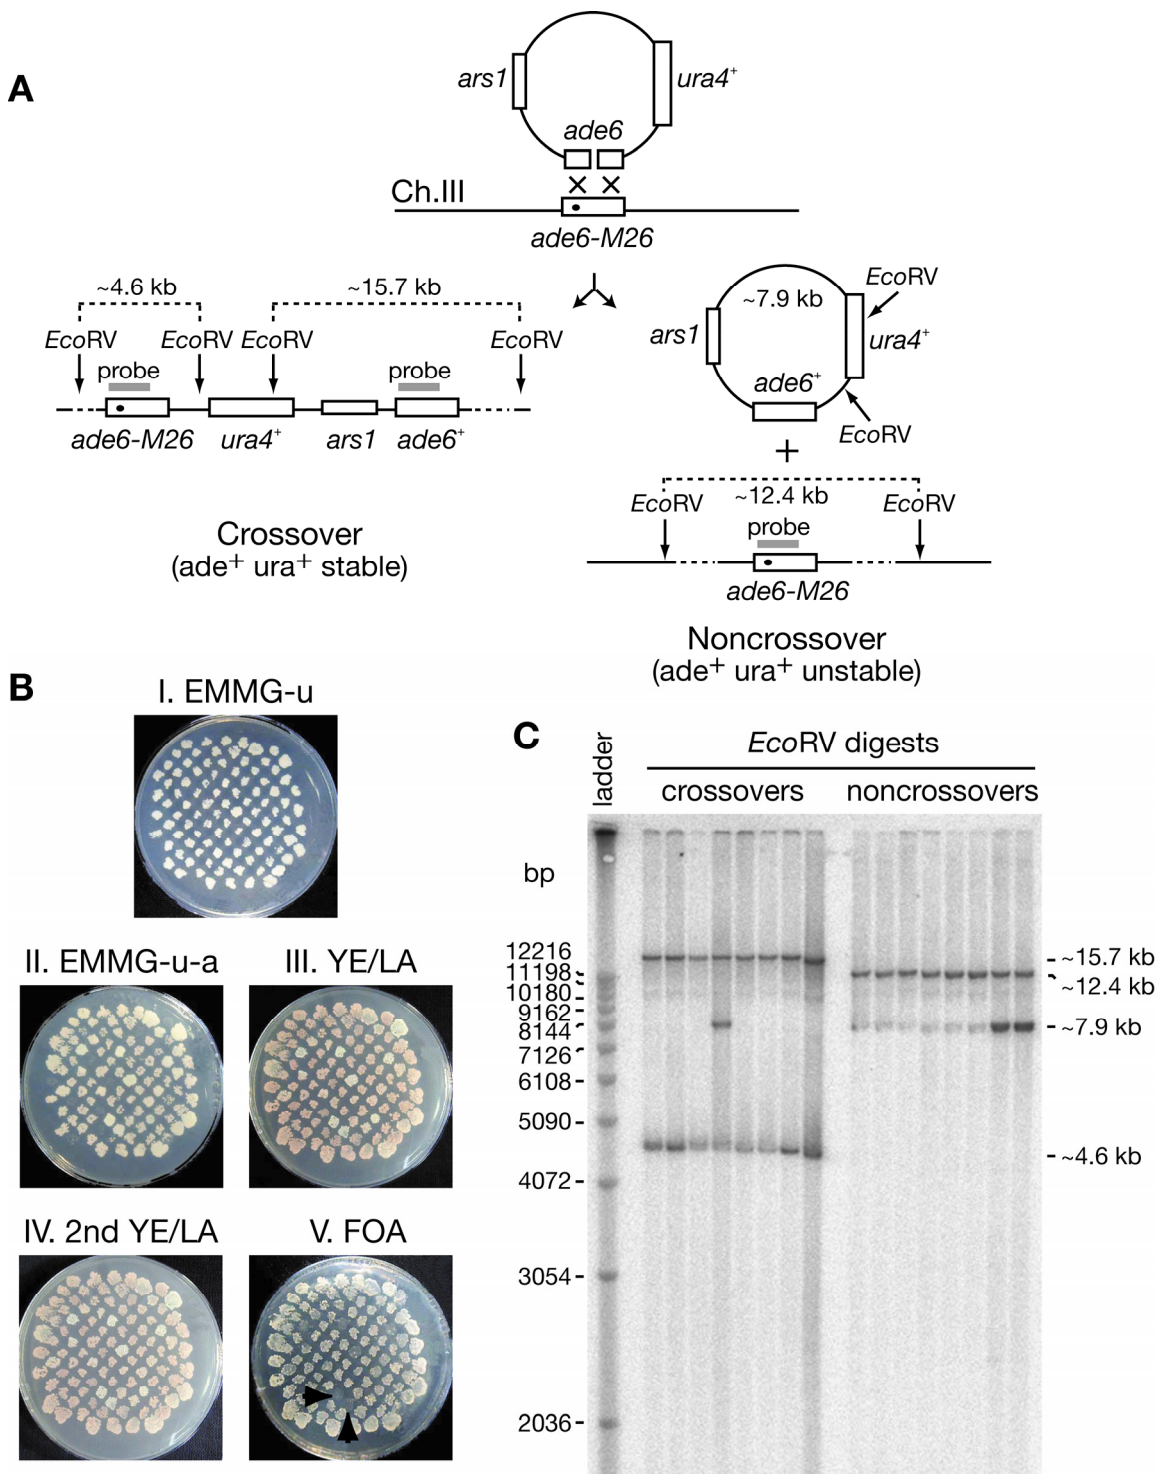 A
ars1
ura4+
ade6
Ch.III
ade6-M26
~4.6 kb
~15.7 kb
EcoRV
EcoRV
EcoRV
EcoRV
probe
probe
ade6-M26
ura4+
ars1
ade6+
Crossover
(ade+ ura+ stable)
EcoRV
~7.9 kb
ars1
ura4+
ade6+
EcoRV
+
~12.4 kb
EcoRV
EcoRV
probe
ade6-M26
Noncrossover
(ade+ ura+ unstable)
B
I. EMMG-u
II. EMMG-u-a
III. YE/LA
IV. 2nd YE/LA
V. FOA
C
EcoRV digests
ladder
crossovers
noncrossovers
bp
12216
11198
10180
9162
8144
7126
6108
5090
4072
3054
2036
~15.7 kb
~12.4 kb
~7.9 kb
~4.6 kb